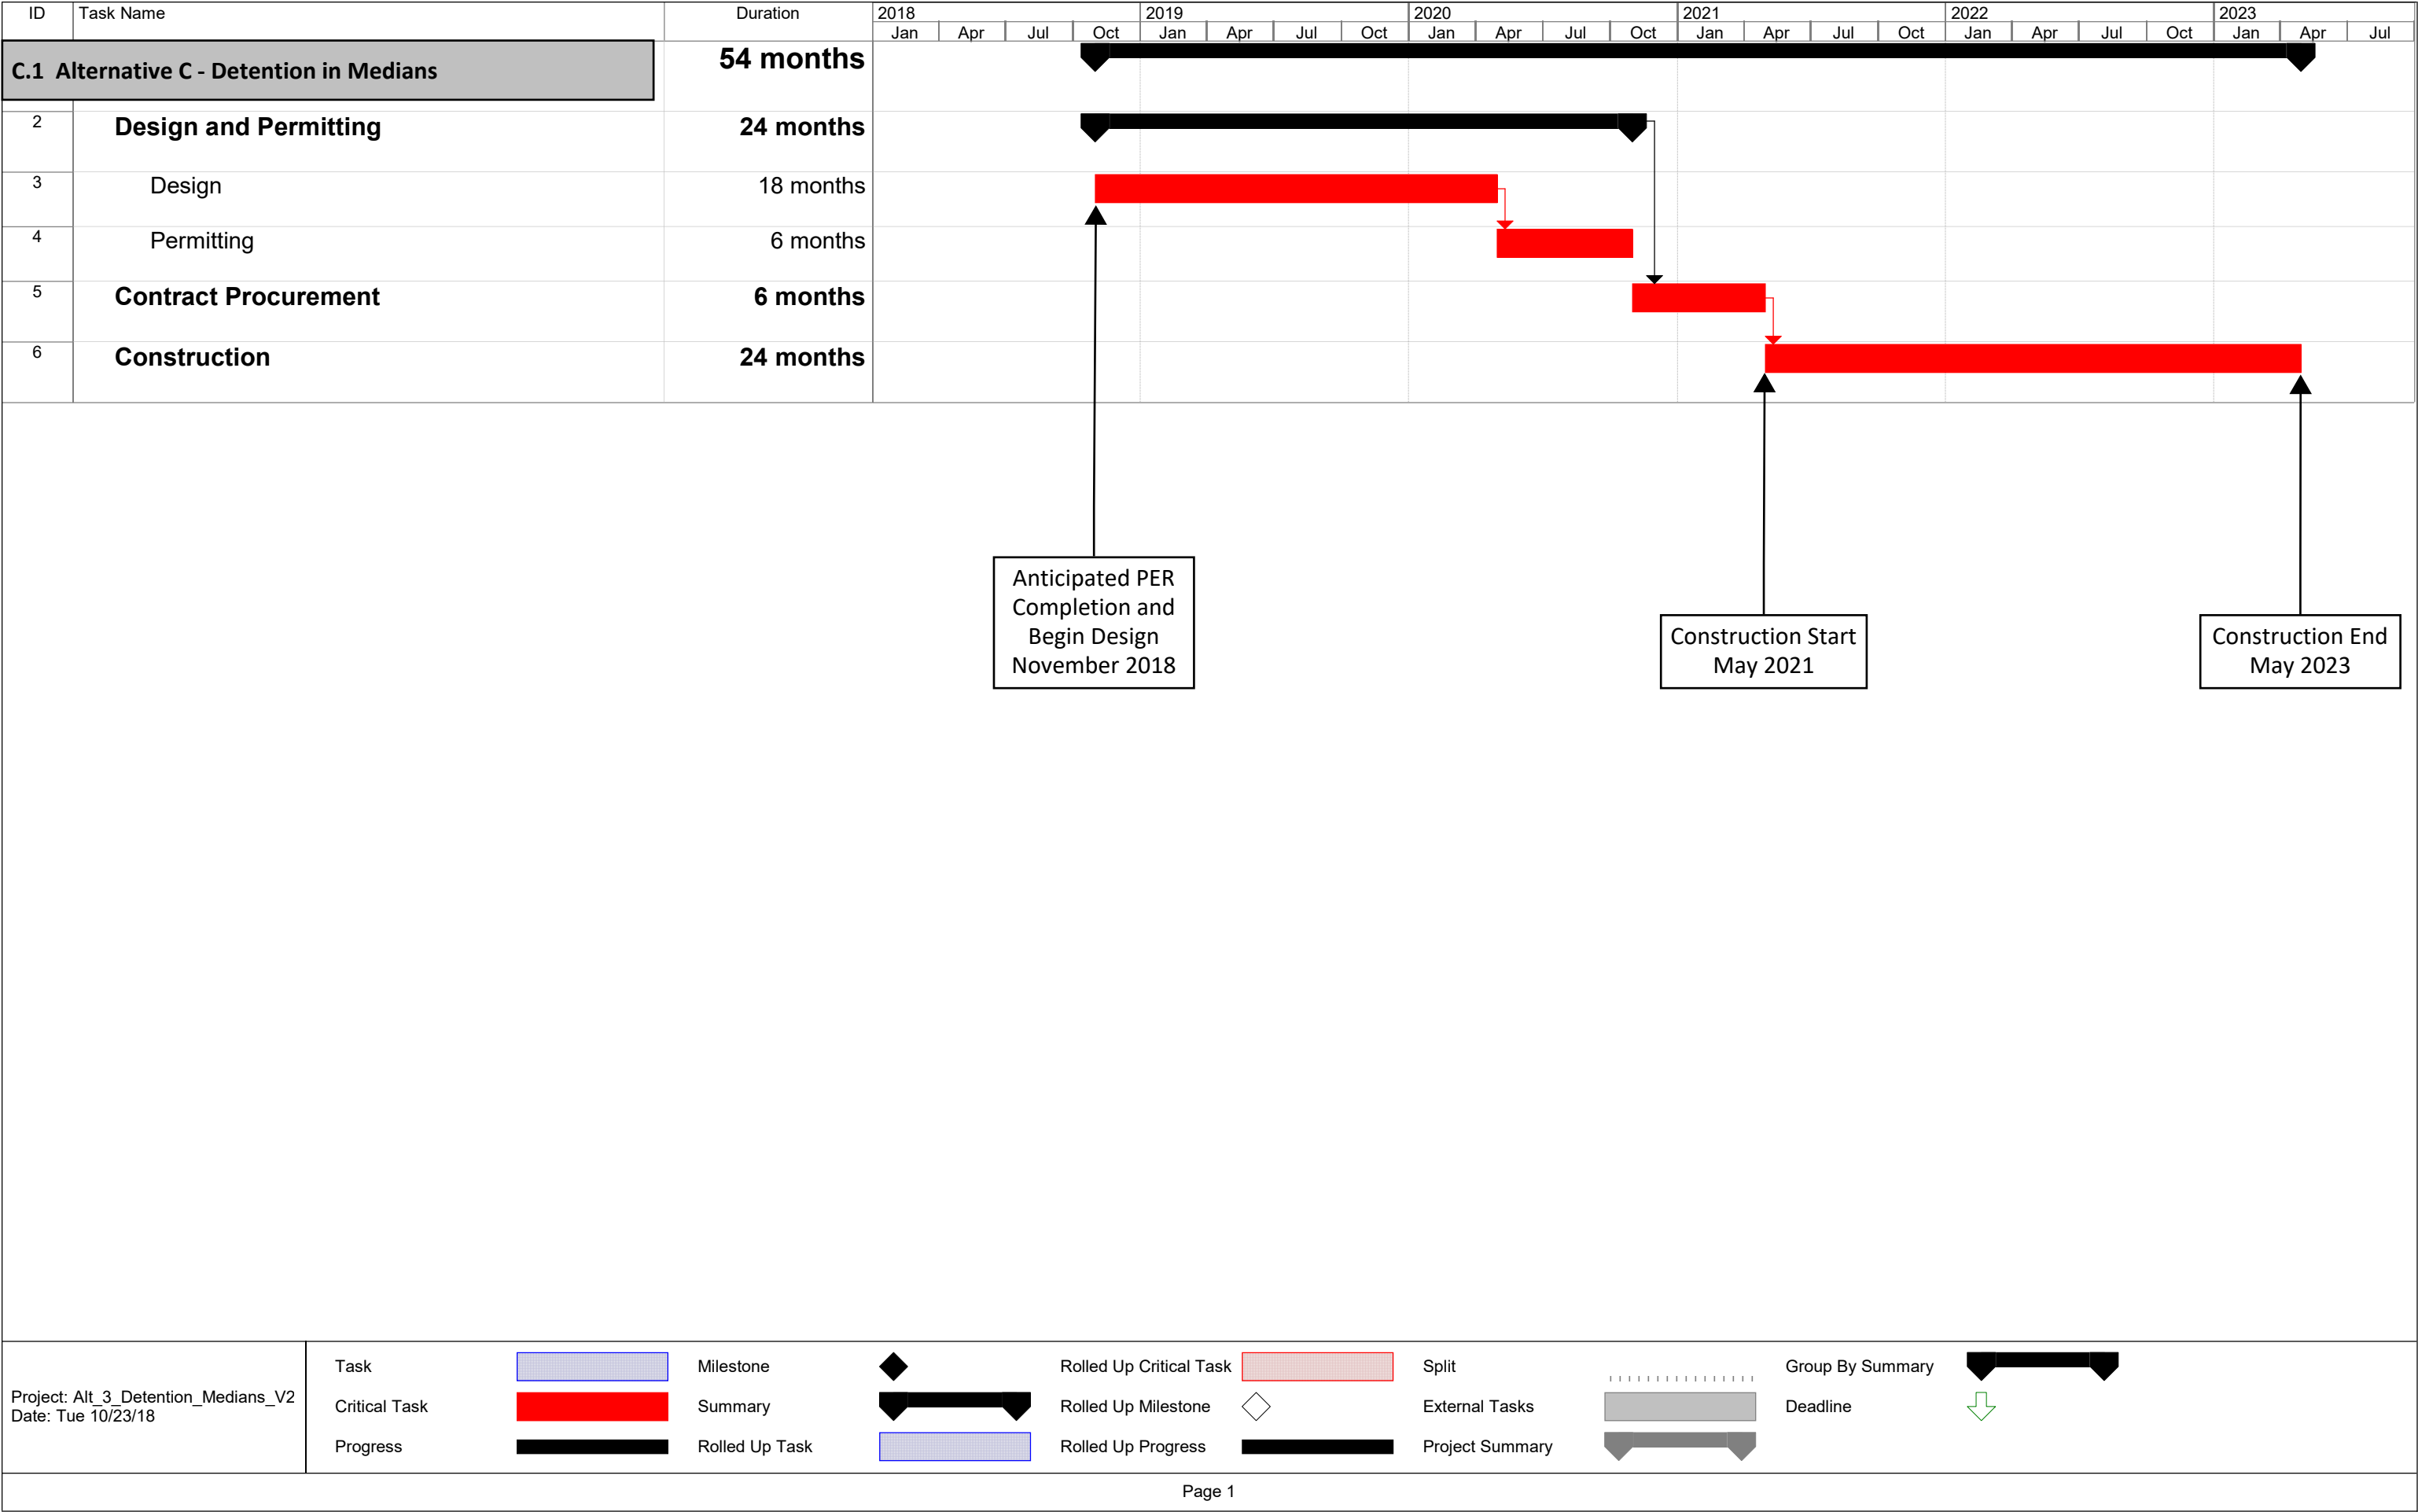 ID Task Name Duration 2018 2019 2020 2021 2022 2023
Jan Apr Jul Oct Jan Apr Jul Oct Jan Apr Jul Oct Jan Apr Jul Oct Jan Apr Jul Oct Jan Apr Jul
C.1 Alternative C - Detention in Medians 54 months
2 Design and Permitting 24 months
3 Design 18 months
4 Permitting 6 months
5 Contract Procurement 6 months
6 Construction 24 months
Anticipated PER
Completion and
Begin Design
November 2018
Construction Start
May 2021
Construction End
May 2023
Project: Alt_3_Detention_Medians_V2
Date: Tue 10/23/18
Task
Critical Task
Progress
Milestone
Summary
Rolled Up Task
Rolled Up Critical Task
Rolled Up Milestone
Rolled Up Progress
Split
External Tasks
Project Summary
Group By Summary
Deadline
Page 1